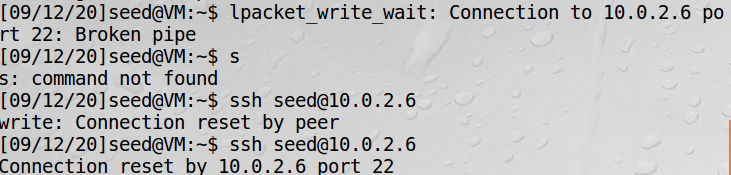 [09/12/20]seed@VM:~$ lpacket_write_wait: Connection to 10.0.2.6 po
rt 22: Broken pipe
[09/12/20]seed@VM:~$ s
s: command not found
[09/12/20]seed@VM:~$ ssh seed@10.0.2.6
write: Connection reset by peer
[09/12/20]seed@VM:~$ ssh seed@10.0.2.6
Connection reset by 10.0.2.6 port 22